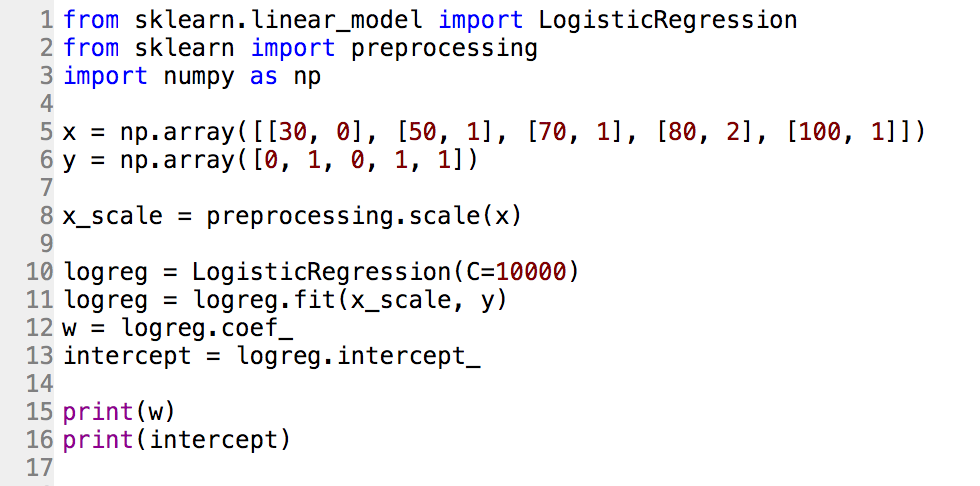 1 from sklearn.linear_model import LogisticRegression
2 from sklearn import preprocessing
3 import numpy as np
4
5 x = np.array([[30, 0], [50, 1], [70, 1], [80, 2], [100, 1]])
6 y = np.array([0, 1, 0, 1, 1])
7
8 x_scale = preprocessing.scale(x)
9
10 logreg = LogisticRegression(C=10000)
11 logreg = logreg.fit(x_scale, y)
12 w = logreg.coef_
13 intercept = logreg.intercept_
14
15 print(w)
16 print(intercept)
17